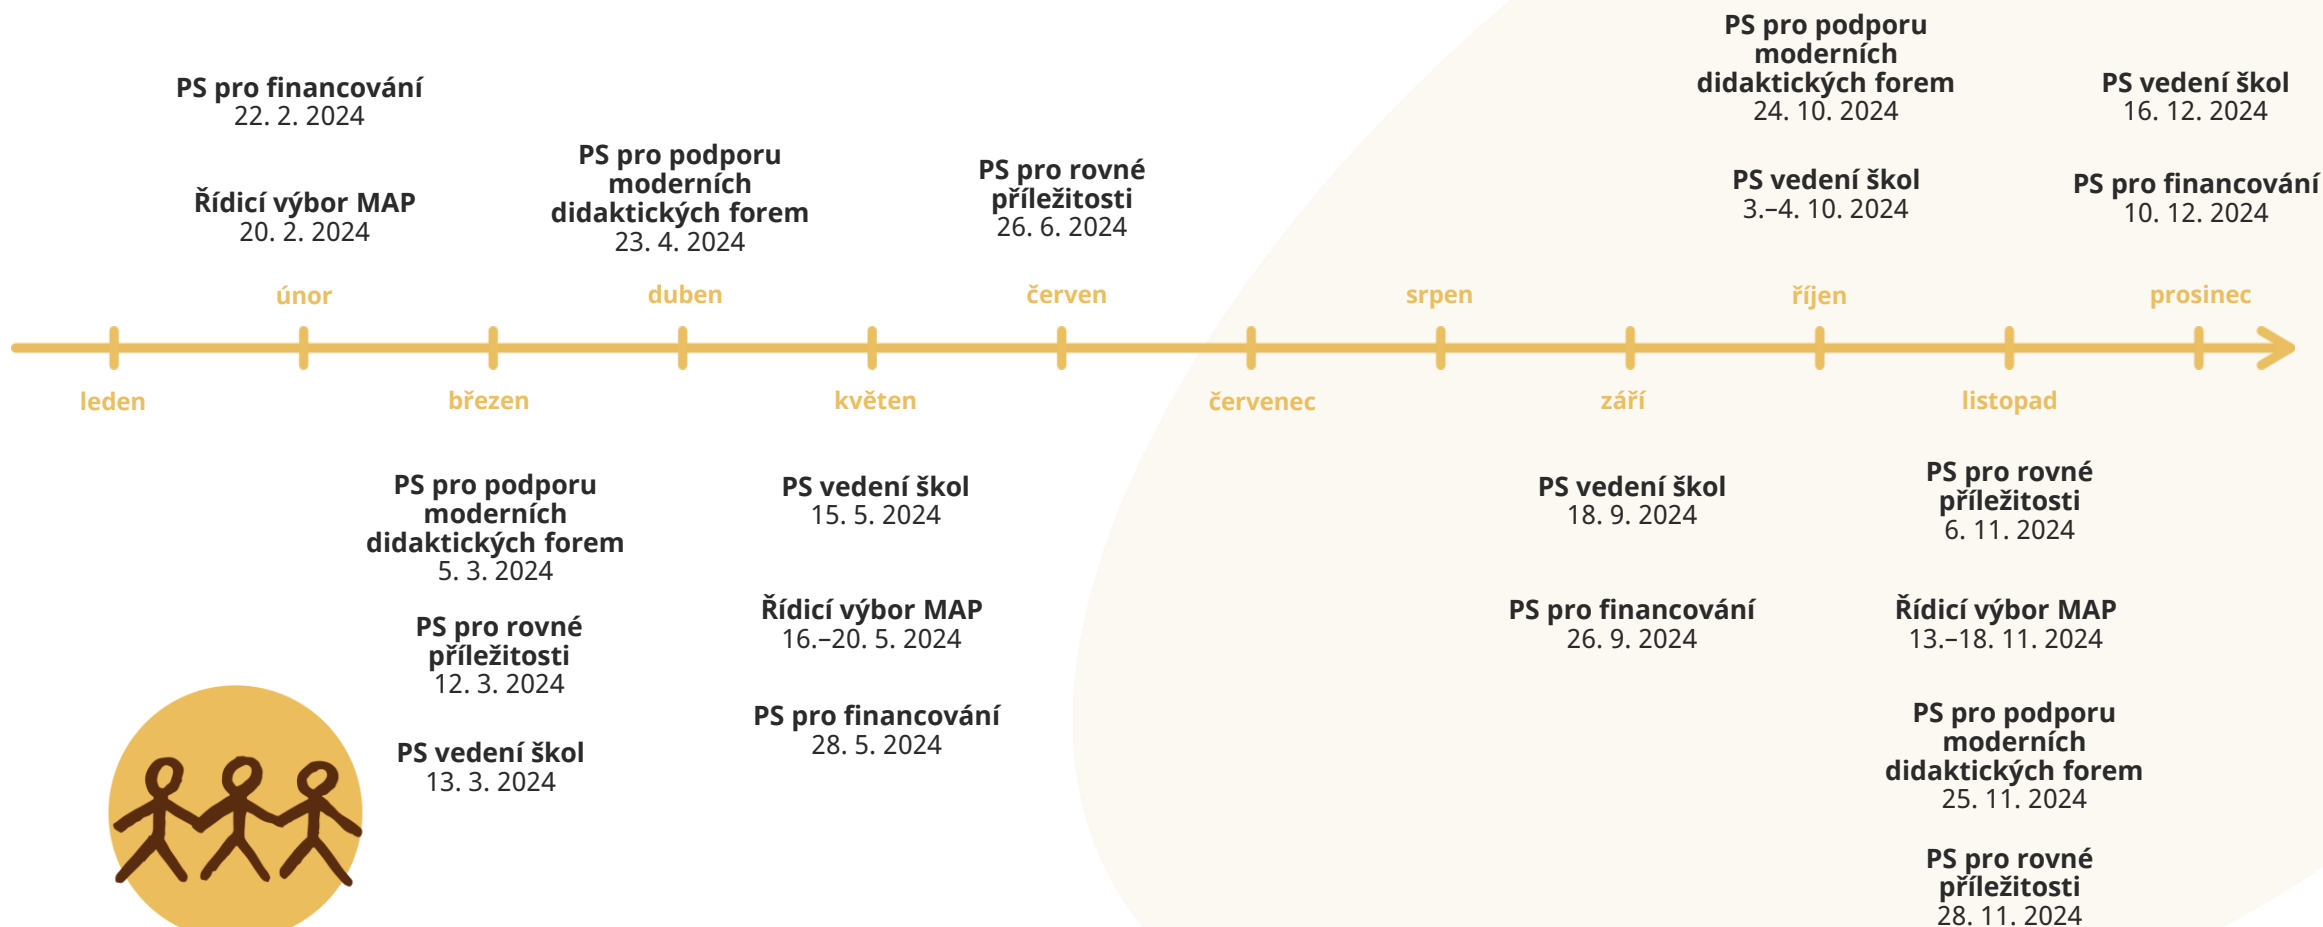 PS pro financování
22. 2. 2024
Řídicí výbor MAP
20. 2. 2024
PS pro podporu
moderních
didaktických forem
23. 4. 2024
PS pro rovné
příležitosti
26. 6. 2024
PS pro podporu
moderních
didaktických forem
24. 10. 2024
PS vedení škol
3.–4. 10. 2024
PS vedení škol
16. 12. 2024
PS pro financování
10. 12. 2024
únor
duben
červen
srpen
říjen
prosinec
leden
březen
květen
červenec
září
listopad
PS pro podporu
moderních
didaktických forem
5. 3. 2024
PS pro rovné
příležitosti
12. 3. 2024
PS vedení škol
13. 3. 2024
PS vedení škol
15. 5. 2024
Řídicí výbor MAP
16.–20. 5. 2024
PS pro financování
28. 5. 2024
PS vedení škol
18. 9. 2024
PS pro financování
26. 9. 2024
PS pro rovné
příležitosti
6. 11. 2024
Řídicí výbor MAP
13.–18. 11. 2024
PS pro podporu
moderních
didaktických forem
25. 11. 2024
PS pro rovné
příležitosti
28. 11. 2024